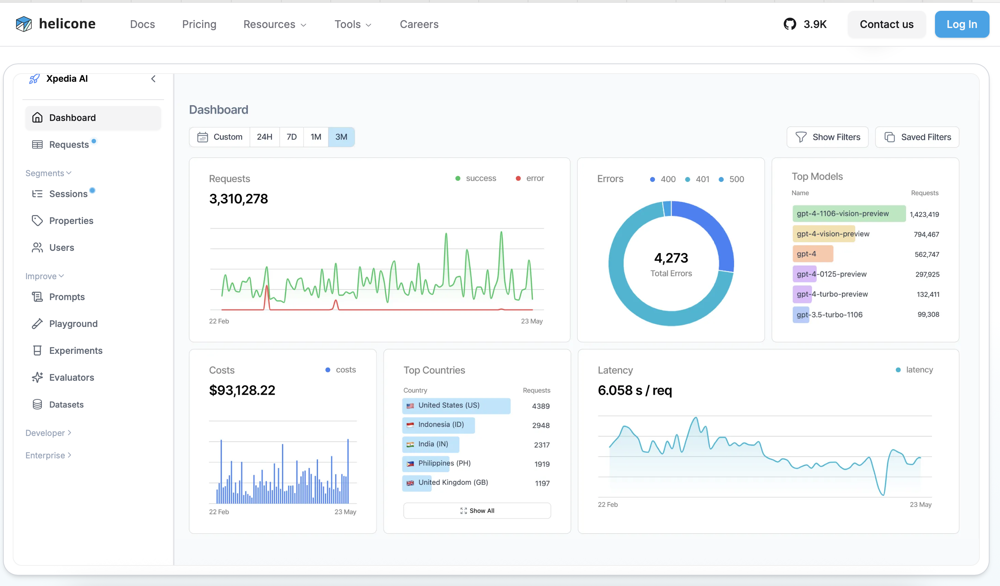 helicone
Docs
Pricing
Resources
Tools
Careers
3.9K
Contact us
Log In
Xpedia AI
Dashboard
Requests
Segments
Sessions
Properties
Users
Improve
Prompts
Playground
Experiments
Evaluators
Datasets
Developer
Enterprise
Dashboard
Custom
24H
7D
1M
3M
Show Filters
Saved Filters
Requests
success
error
3,310,278
22 Feb
23 May
Errors
400
401
500
4,273
Total Errors
Top Models
Name
Requests
gpt-4-1106-vision-preview
1,423,419
gpt-4-vision-preview
794,467
gpt-4
562,747
gpt-4-0125-preview
297,925
gpt-4-turbo-preview
132,411
gpt-3.5-turbo-1106
99,308
Costs
costs
$93,128.22
22 Feb
23 May
Top Countries
Country
Requests
United States (US)
4389
Indonesia (ID)
2948
India (IN)
2317
Philippines (PH)
1919
United Kingdom (GB)
1197
Show All
Latency
latency
6.058 s / req
22 Feb
23 May